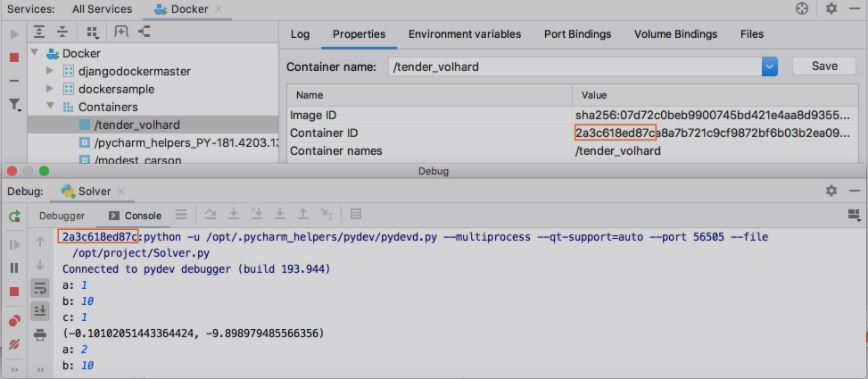 Services: All Services Docker
Docker
djangodockermaster
dockersample
Containers
/tender_volhard
/pycharm_helpers_PY-181.4203.13
/modest_carson
Log Properties Environment variables Port Bindings Volume Bindings Files
Container name: /tender_volhard Save
Name Value
Image ID sha256:07d72c0beb9900745bd421e4aa8d9355...
Container ID 2a3c618ed87ca8a7b721c9cf9872bf6b03b2ea09...
Container names /tender_volhard
Debug
Debug: Solver
Debugger Console
2a3c618ed87c:python -u /opt/.pycharm_helpers/pydev/pydevd.py --multiprocess --qt-support=auto --port 56505 --file
/opt/project/Solver.py
Connected to pydev debugger (build 193.944)
a: 1
b: 10
c: 1
(-0.10102051443364424, -9.898979485566356)
a: 2
b: 10